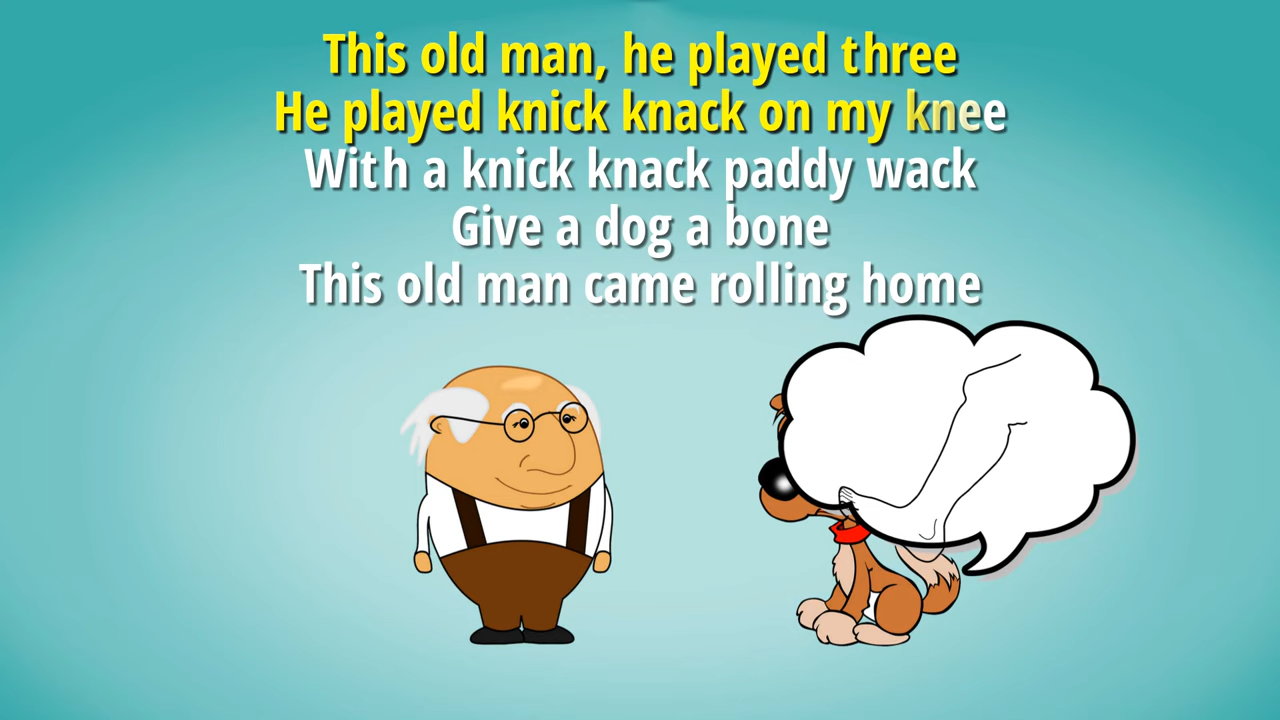 This old man, he played three
He played knick knack on my knee
With a knick knack paddy wack
Give a dog a bone
This old man came rolling home